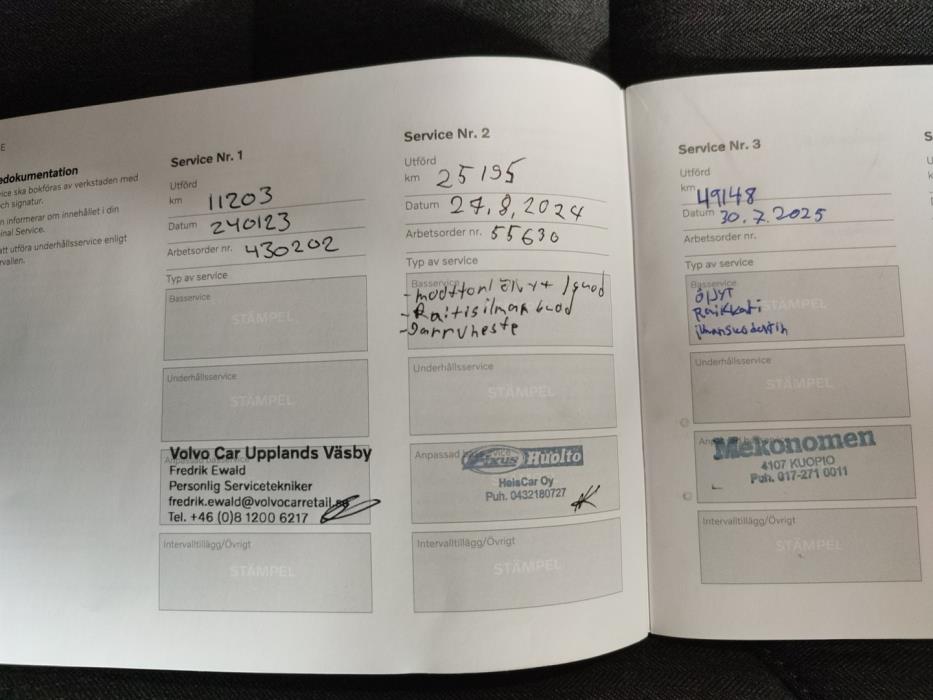 E
edokumentation
ice ska bokföras av verkstaden med
ch signatur.
n informerar om innehållet i din
inal Service.
att utföra underhållsservice enligt
rvallen.
Service Nr. 1
Utförd
km 11203
Datum 240123
Arbetsorder nr. 430202
Typ av service
Basservice
STÄMPEL
Underhållsservice
STÄMPEL
Volvo Car Upplands Väsby
Fredrik Ewald
Personlig Servicetekniker
fredrik.ewald@volvocarretail.se
Tel. +46 (0)8 1200 6217
Intervalltillägg/Övrigt
STÄMPEL
Service Nr. 2
Utförd
km 25195
Datum 27.8.2024
Arbetsorder nr. 55630
Typ av service
Basservice
-Raitisilman
-Jarruneste
Underhållsservice
STÄMPEL
Anpassad
Fixus Huolto
HeisCar Oy
Puh. 0432180727
Intervalltillägg/Övrigt
STÄMPEL
Service Nr. 3
Utförd
km 49148
Datum 30.7.2025
Arbetsorder nr.
Typ av service
Basservice
STÄMPEL
ÖljYT
Raikkati
Underhållsservice
STÄMPEL
Mekonomen
4107 KUOPIO
Puh. 017-271 0011
Intervalltillägg/Övrigt
STÄMPEL
S